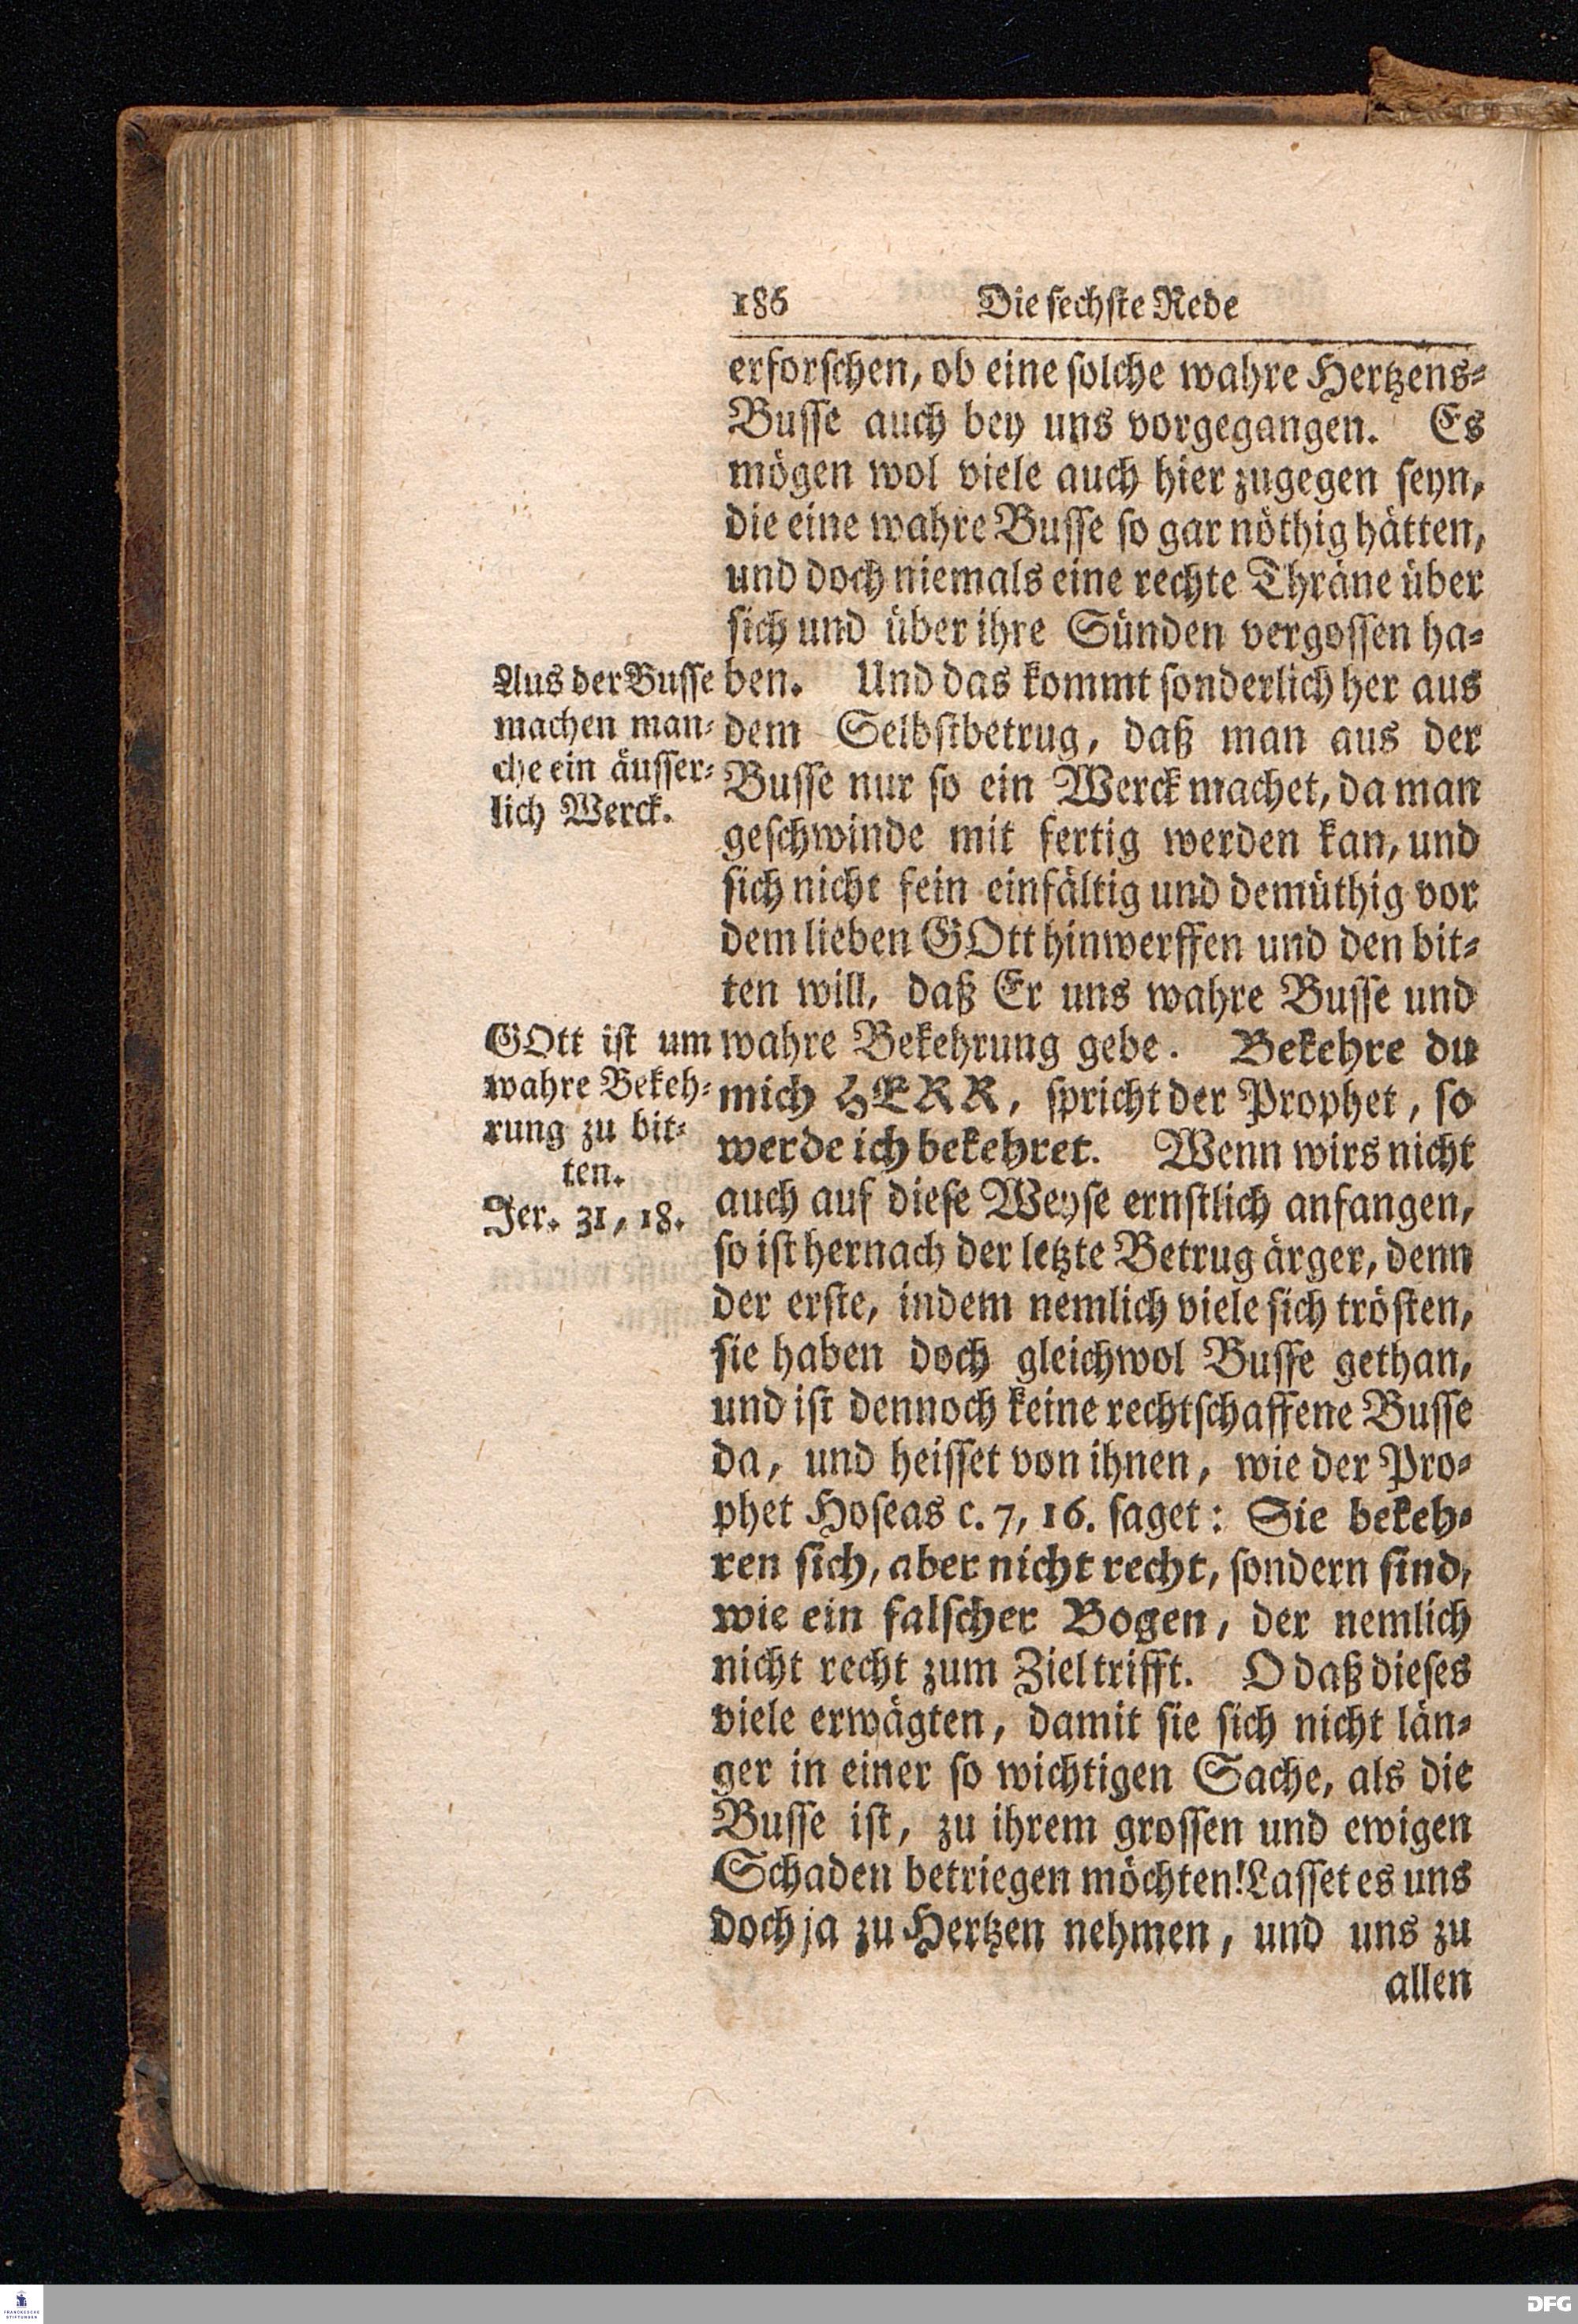 186 Die sechste Rede
erforschen, ob eine solche wahre Hertzens-
Busse auch bey uns vorgegangen. Es
mögen wol viele auch hier zugegen seyn,
die eine wahre Busse so gar nöthig hätten,
und doch niemals eine rechte Thräne über
sich und über ihre Sünden vergossen ha-
ben. Und das kommt sonderlich her aus
dem Selbstbetrug, daß man aus der
Busse nur so ein Werck machet, da man
geschwinde mit fertig werden kan, und
sich nicht fein einfältig und demüthig vor
dem lieben GOtt hinwerffen und den bit-
ten will, daß Er uns wahre Busse und
wahre Bekehrung gebe. Bekehre du
mich HERR, spricht der Prophet, so
werde ich bekehret. Wenn wirs nicht
auch auf diese Weyse ernstlich anfangen,
so ist hernach der letzte Betrug ärger, denn
der erste, indem nemlich viele sich trösten,
sie haben doch gleichwol Busse gethan,
und ist dennoch keine rechtschaffene Busse
da, und heisset von ihnen, wie der Pro-
phet Hoseas c. 7, 16. saget: Sie bekeh-
ren sich, aber nicht recht, sondern sind,
wie ein falscher Bogen, der nemlich
nicht recht zum Ziel trifft. O daß dieses
viele erwägten, damit sie sich nicht län-
ger in einer so wichtigen Sache, als die
Busse ist, zu ihrem grossen und ewigen
Schaden betriegen möchten! Lasset es uns
doch ja zu Hertzen nehmen, und uns zu
allen
Aus der Busse
machen man-
che ein äusser-
lich Werck.
GOtt ist um
wahre Bekeh-
rung zu bit-
ten.
Jer. 31, 18.
FRANCKESCHE
STIFTUNGEN
DFG